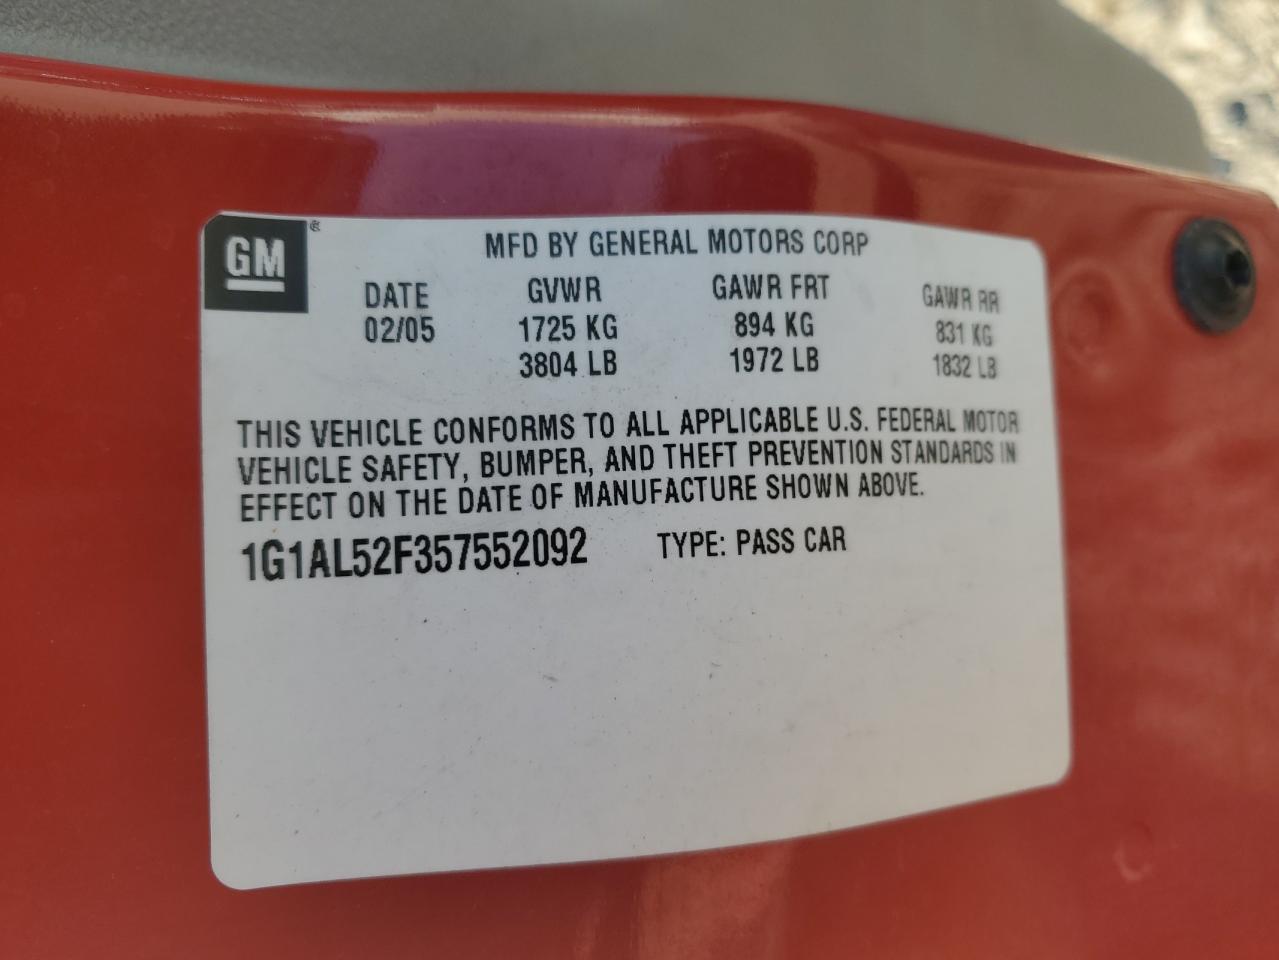 GM
MFD BY GENERAL MOTORS CORP
DATE GVWR GAWR FRT GAWR RR
02/05 1725 KG 894 KG 831 KG
3804 LB 1972 LB 1832 LB
THIS VEHICLE CONFORMS TO ALL APPLICABLE U.S. FEDERAL MOTOR
VEHICLE SAFETY, BUMPER, AND THEFT PREVENTION STANDARDS IN
EFFECT ON THE DATE OF MANUFACTURE SHOWN ABOVE.
1G1AL52F357552092 TYPE: PASS CAR